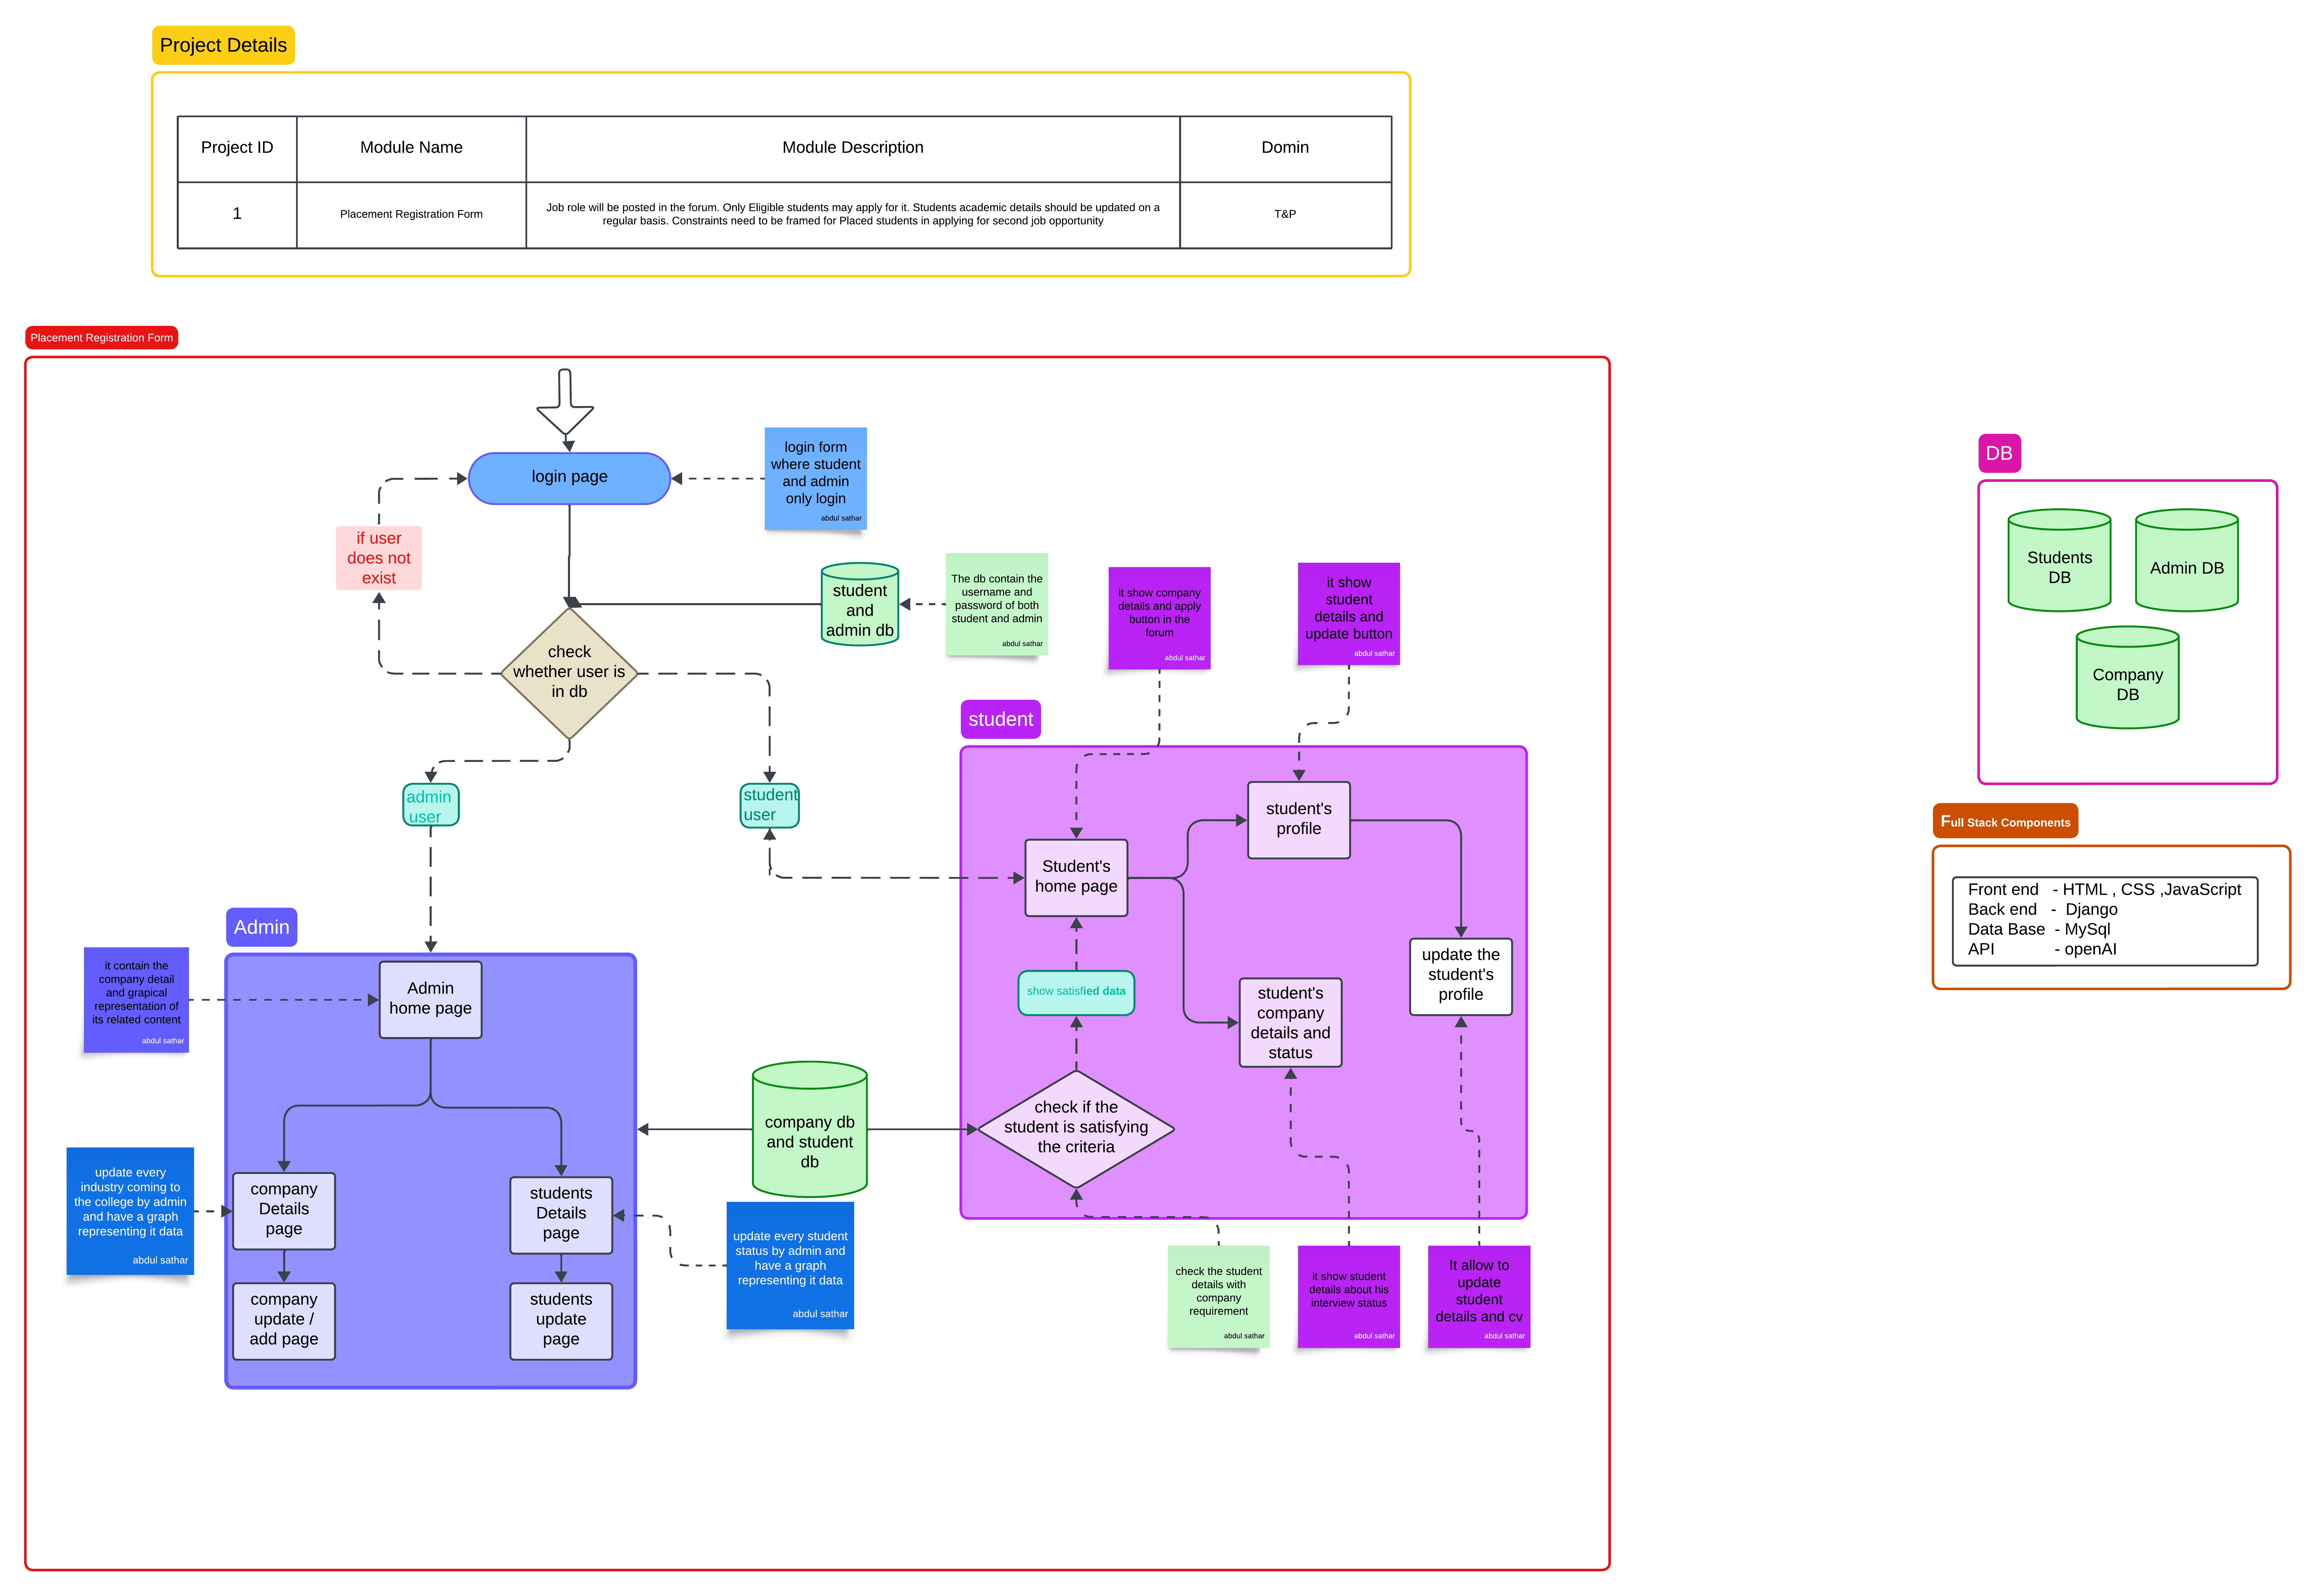 Project Details
Project ID
Module Name
Module Description
Domin
1
Placement Registration Form
Job role will be posted in the forum. Only Eligible students may apply for it. Students academic details should be updated on a
regular basis. Constraints need to be framed for Placed students in applying for second job opportunity
T&P
Placement Registration Form
login page
login form
where student
and admin
only login
abdul sathar
if user
does not
exist
student
and
admin db
The db contain the
username and
password of both
student and admin
abdul sathar
it show company
details and apply
button in the
forum
abdul sathar
it show
student
details and
update button
abdul sathar
check
whether user is
in db
admin
user
student
user
student
student's
profile
Student's
home page
update the
student's
profile
show satisfied data
student's
company
details and
status
check if the
student is satisfying
the criteria
Admin
it contain the
company detail
and grapical
representation of
its related content
abdul sathar
Admin
home page
company db
and student
db
update every
industry coming to
the college by admin
and have a graph
representing it data
abdul sathar
company
Details
page
students
Details
page
update every student
status by admin and
have a graph
representing it data
abdul sathar
company
update /
add page
students
update
page
check the student
details with
company
requirement
abdul sathar
it show student
details about his
interview status
abdul sathar
It allow to
update
student
details and cv
abdul sathar
DB
Students
DB
Admin DB
Company
DB
Full Stack Components
Front end - HTML , CSS ,JavaScript
Back end - Django
Data Base - MySql
API - openAI